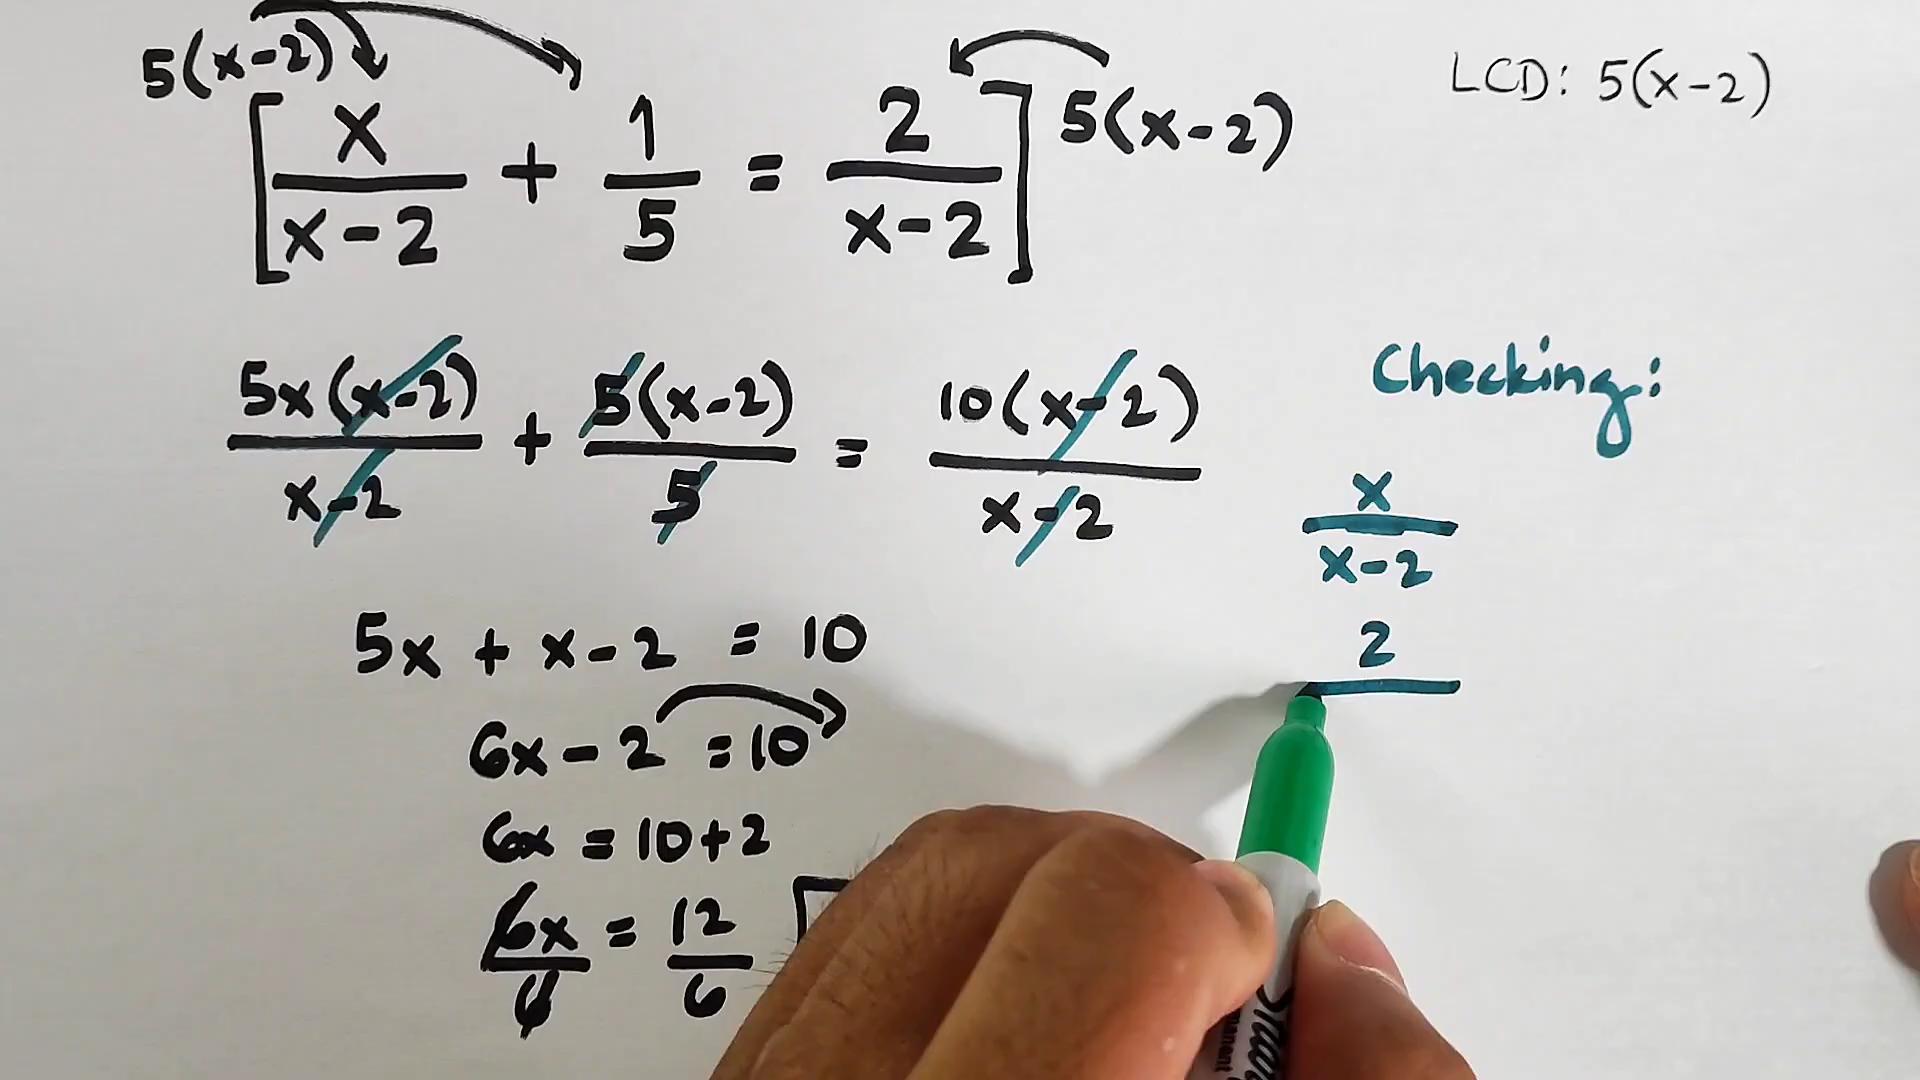 5(x-2) [x/(x-2) + 1/5 = 2/(x-2)] 5(x-2)
LCD: 5(x-2)
5x(x-2)/(x-2) + 5(x-2)/5 = 10(x-2)/(x-2)
5x + x-2 = 10
6x-2 = 10
6x = 10+2
6x/6 = 12/6
Checking:
x/(x-2)
2